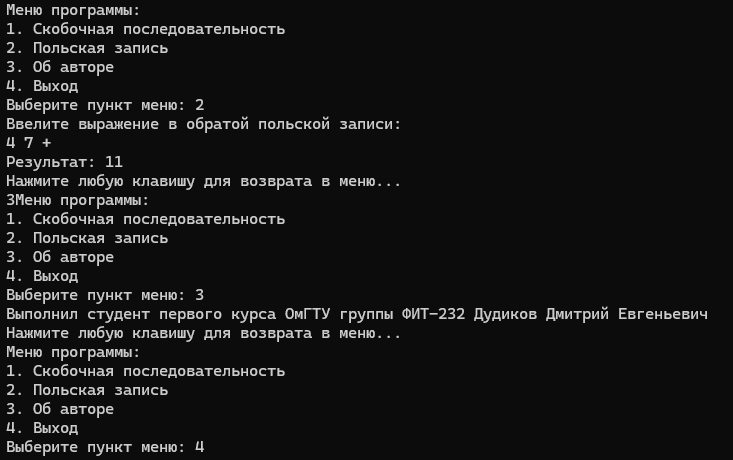 Меню программы:
1. Скобочная последовательность
2. Польская запись
3. Об авторе
4. Выход
Выберите пункт меню: 2
Ввелите выражение в обратой польской записи:
4 7 +
Результат: 11
Нажмите любую клавишу для возврата в меню...
3Меню программы:
1. Скобочная последовательность
2. Польская запись
3. Об авторе
4. Выход
Выберите пункт меню: 3
Выполнил студент первого курса ОмГТУ группы ФИТ-232 Дудиков Дмитрий Евгеньевич
Нажмите любую клавишу для возврата в меню...
Меню программы:
1. Скобочная последовательность
2. Польская запись
3. Об авторе
4. Выход
Выберите пункт меню: 4